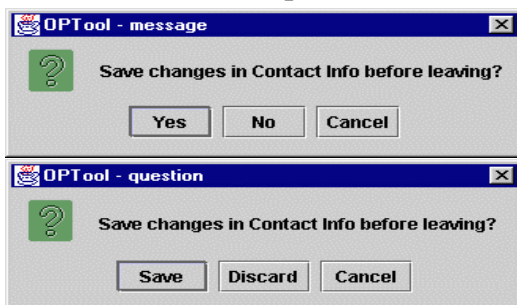 OPTool - message
Save changes in Contact Info before leaving?
Yes No Cancel
OPTool - question
Save changes in Contact Info before leaving?
Save Discard Cancel